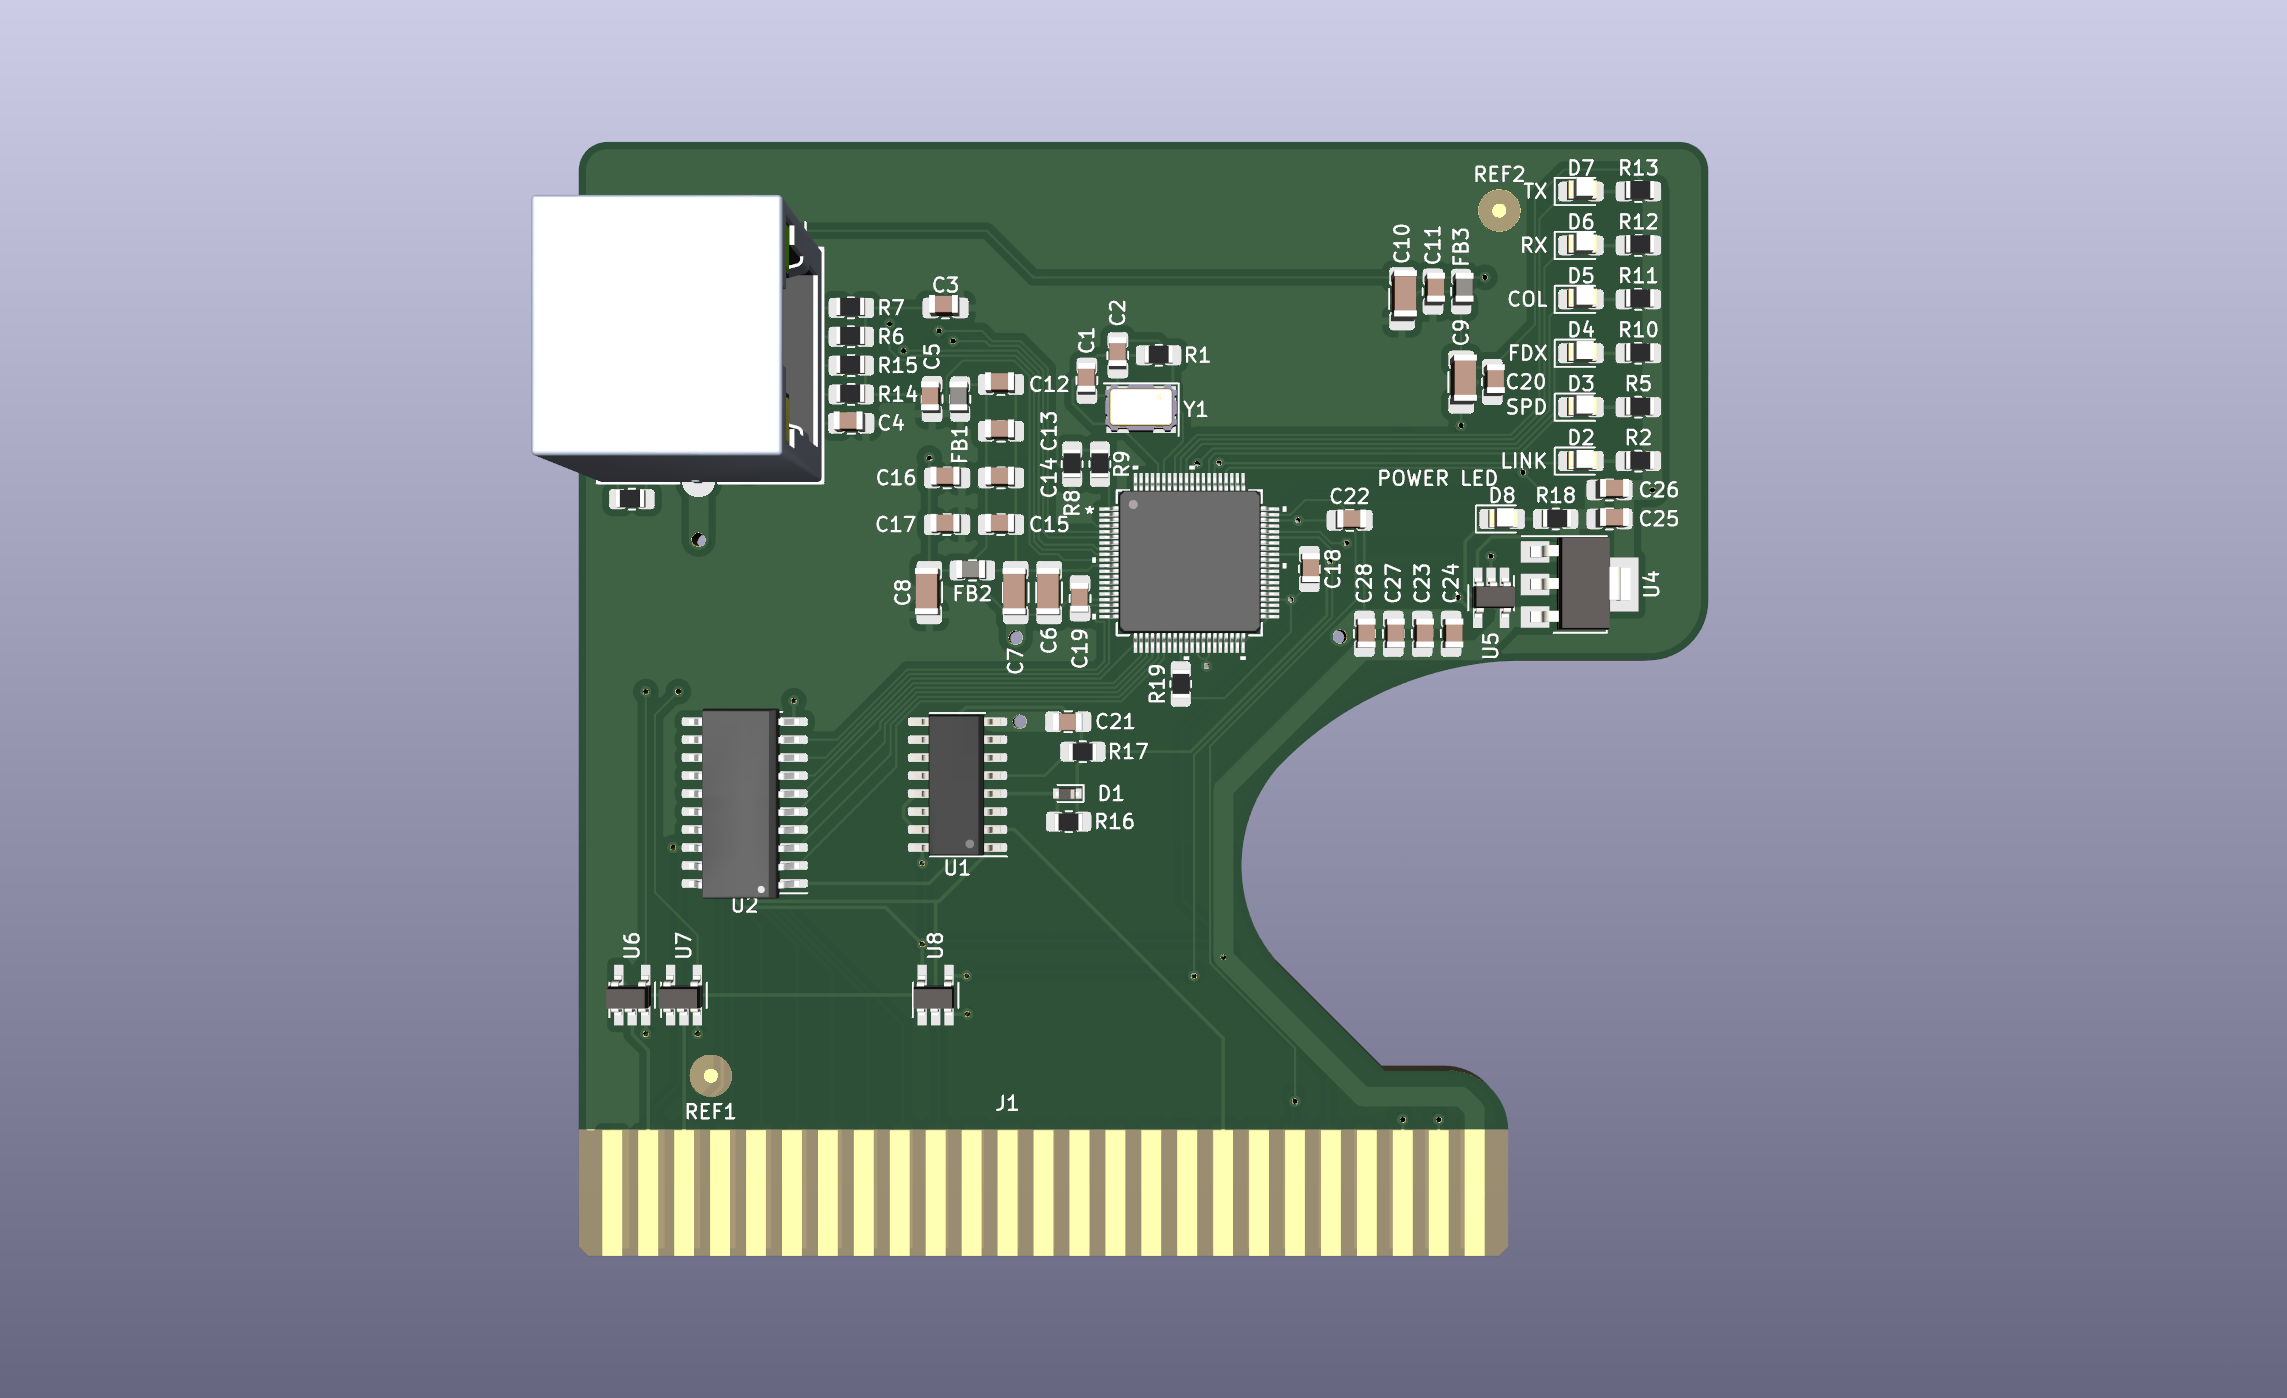 D7 R13
REF2
TX
D6 R12
RX
C10 C11 FB3
D5 R11
COL
C3
R7
C2
D4 R10
R6
C1
C9
FDX
R1
C5
R15
C20
D3 R5
C12
R14
SPD
Y1
C4
C13
FB1
D2 R2
LINK
R9
C16
C14
POWER LED
C26
R8
C22
D8 R18
*
C17
C15
C25
C18
C8
FB2
C28 C27 C23 C24
U4
C6
C19
U5
C7
R19
C21
R17
D1
R16
U1
U2
U6 U7 U8
J1
REF1